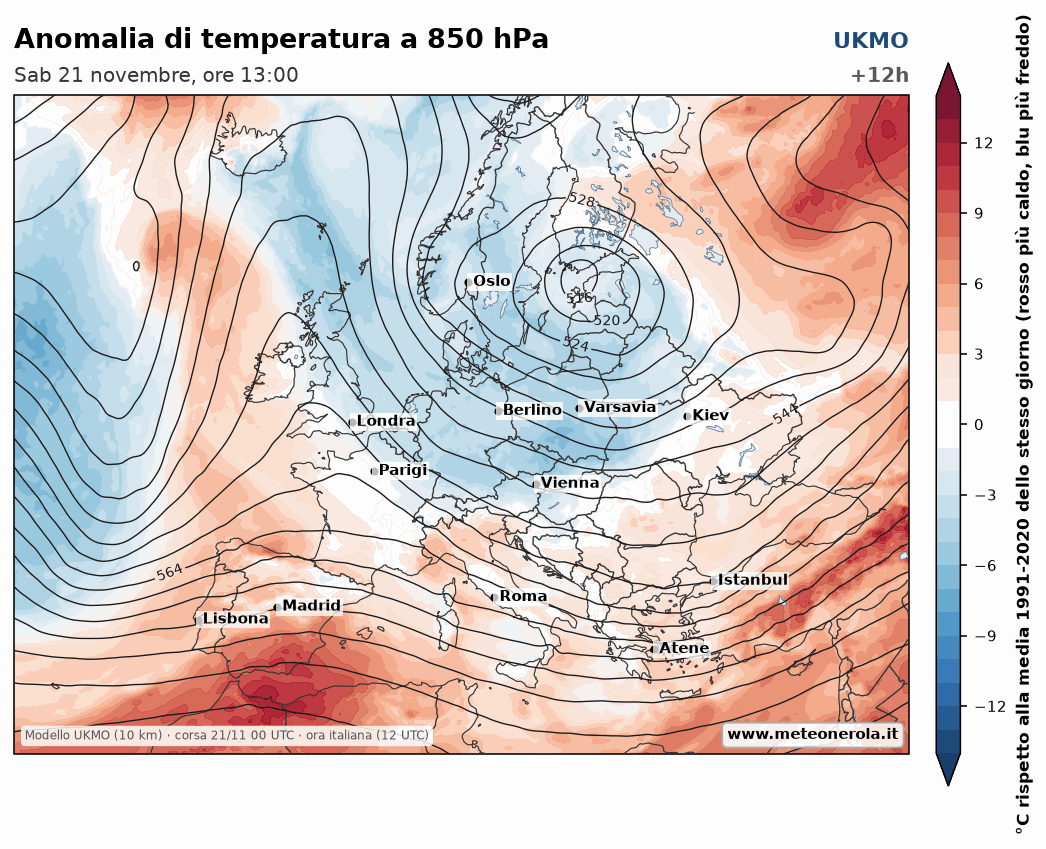 Anomalia di temperatura a 850 hPa
UKMO
Sab 21 novembre, ore 13:00
+12h
528
0
Oslo
516
520
524
Berlino
Varsavia
Kiev
544
Londra
Parigi
Vienna
564
Istanbul
Roma
Madrid
Lisbona
Atene
Modello UKMO (10 km) · corsa 21/11 00 UTC · ora italiana (12 UTC)
www.meteonerola.it
12
9
6
3
0
−3
−6
−9
−12
°C rispetto alla media 1991-2020 dello stesso giorno (rosso più caldo, blu più freddo)